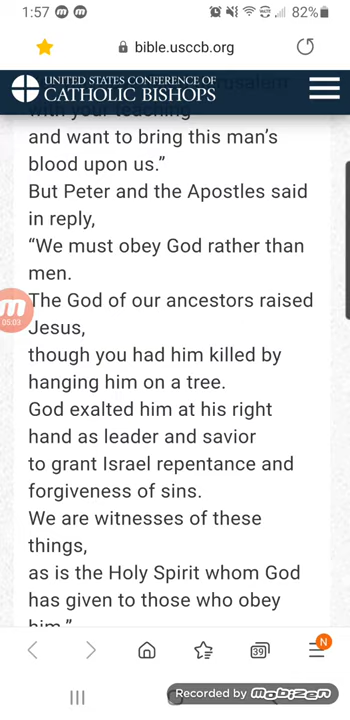 1:57
82%
bible.usccb.org
UNITED STATES CONFERENCE OF
CATHOLIC BISHOPS
with your teaching
and want to bring this man's
blood upon us.”
But Peter and the Apostles said
in reply,
“We must obey God rather than
men.
The God of our ancestors raised
Jesus,
though you had him killed by
hanging him on a tree.
God exalted him at his right
hand as leader and savior
to grant Israel repentance and
forgiveness of sins.
We are witnesses of these
things,
as is the Holy Spirit whom God
has given to those who obey
him.”
05:03
39
N
Recorded by mobizen